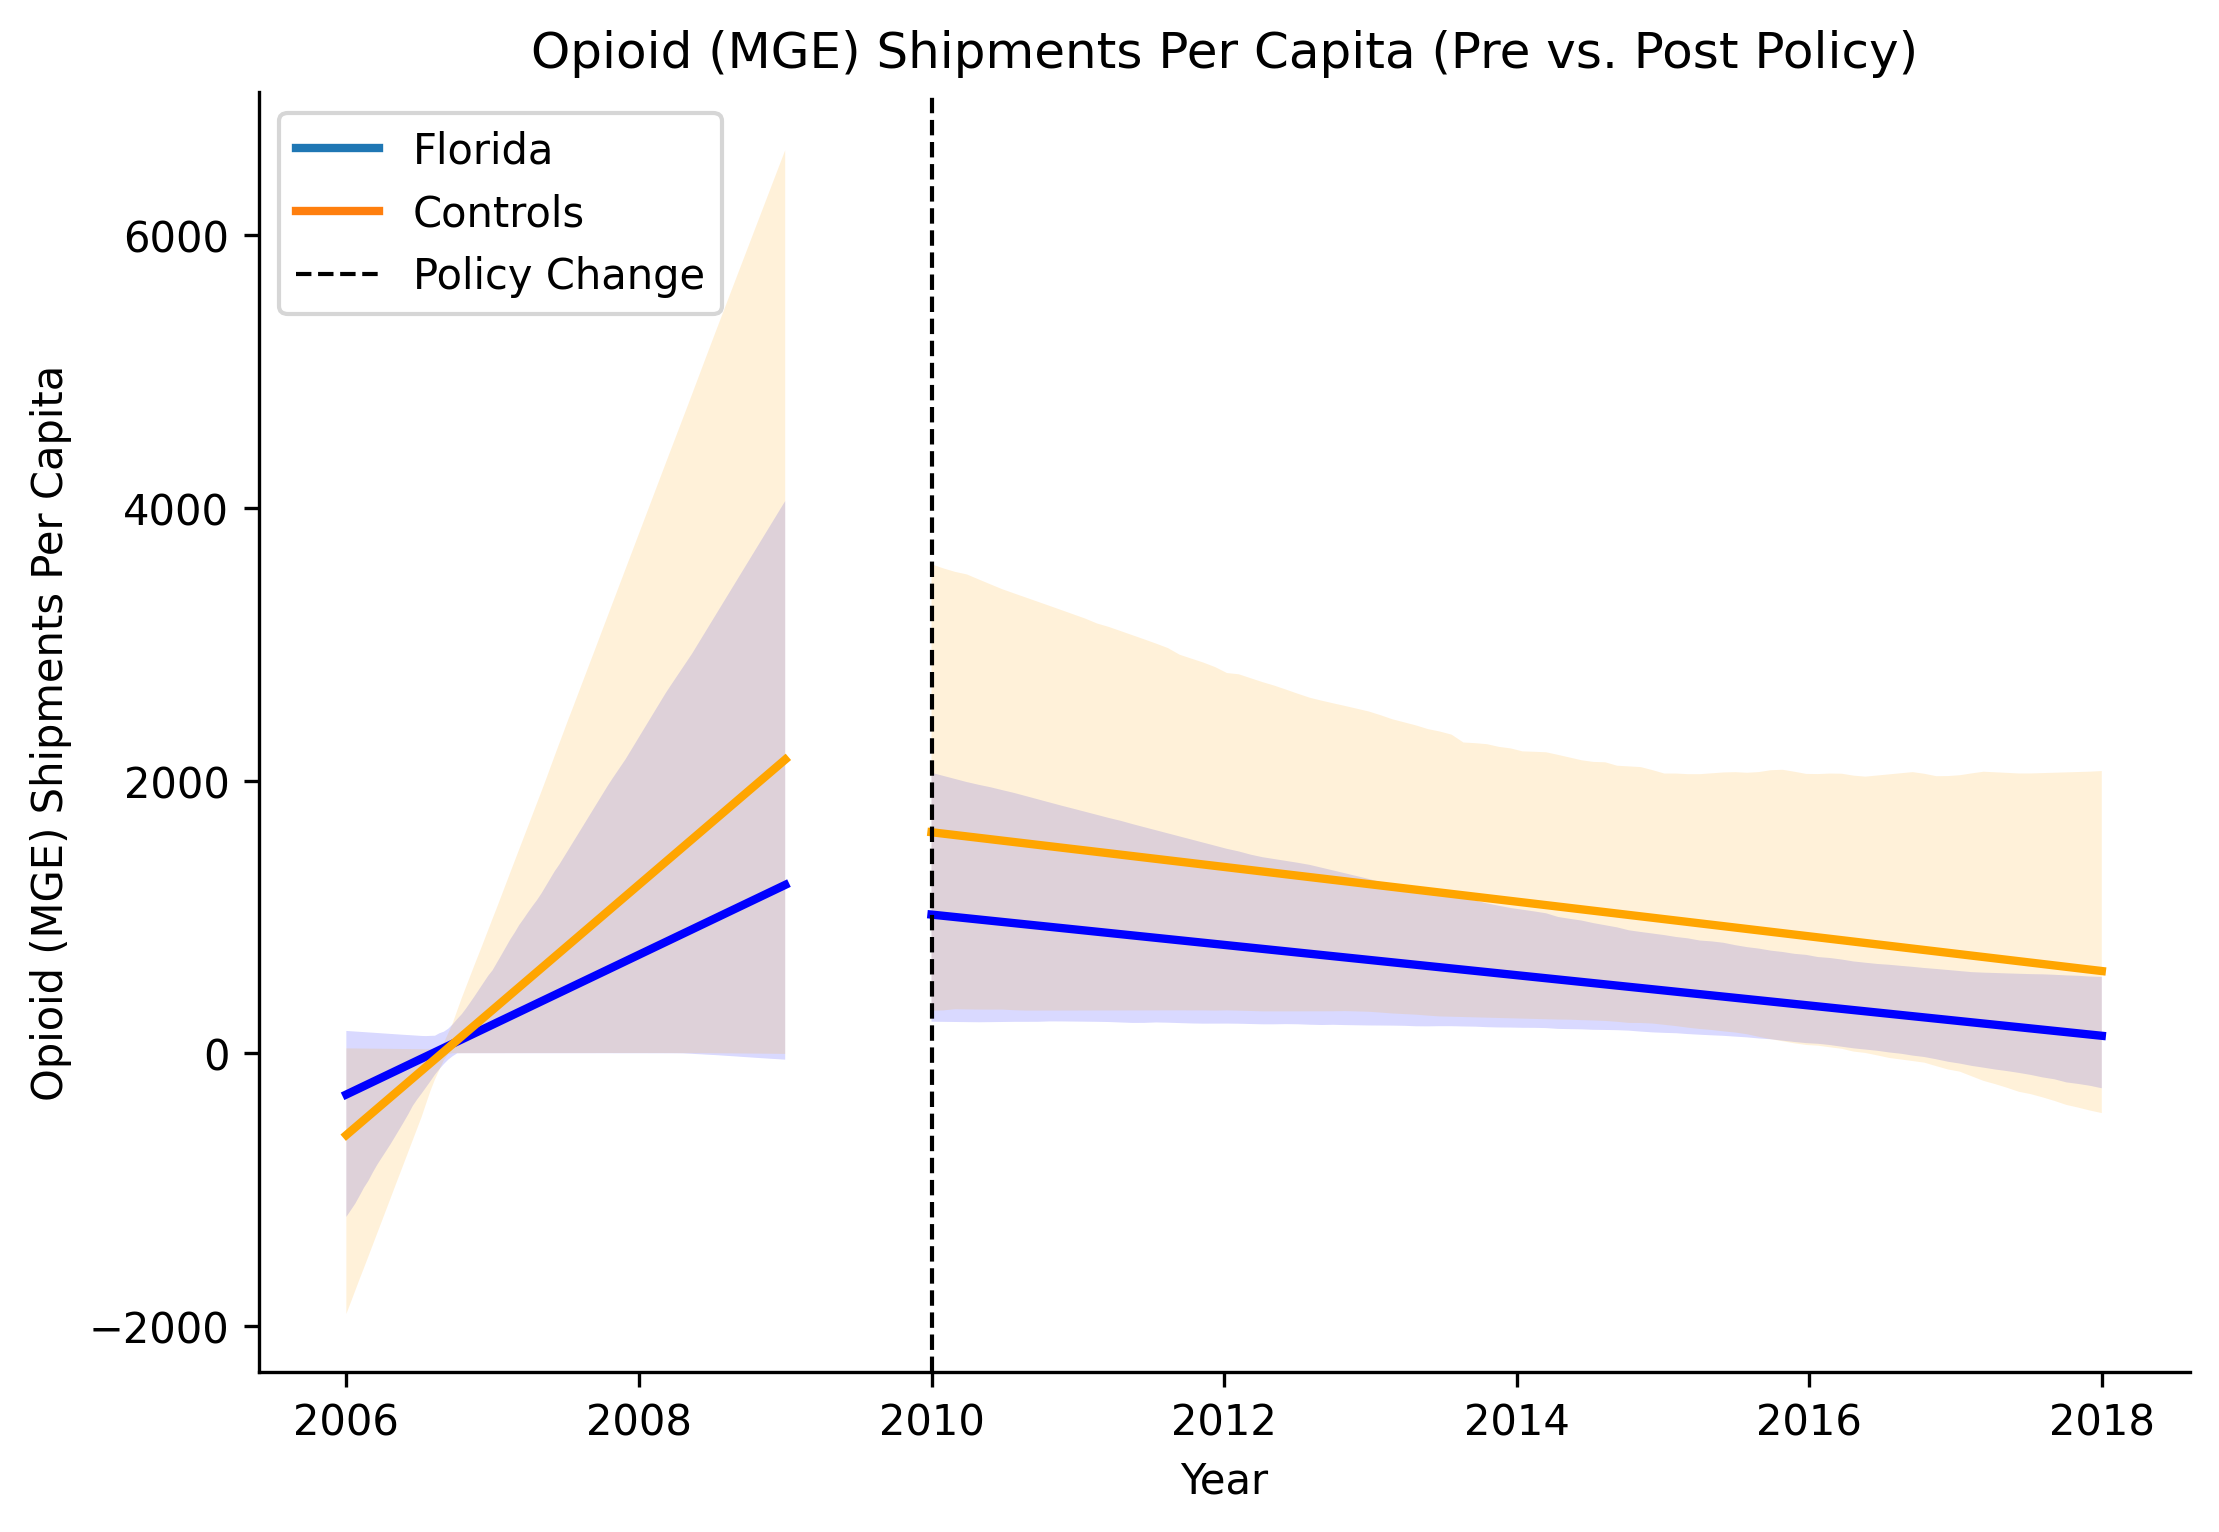 Opioid (MGE) Shipments Per Capita (Pre vs. Post Policy)
Florida
Controls
Policy Change
Opioid (MGE) Shipments Per Capita
6000
4000
2000
0
−2000
2006 2008 2010 2012 2014 2016 2018
Year